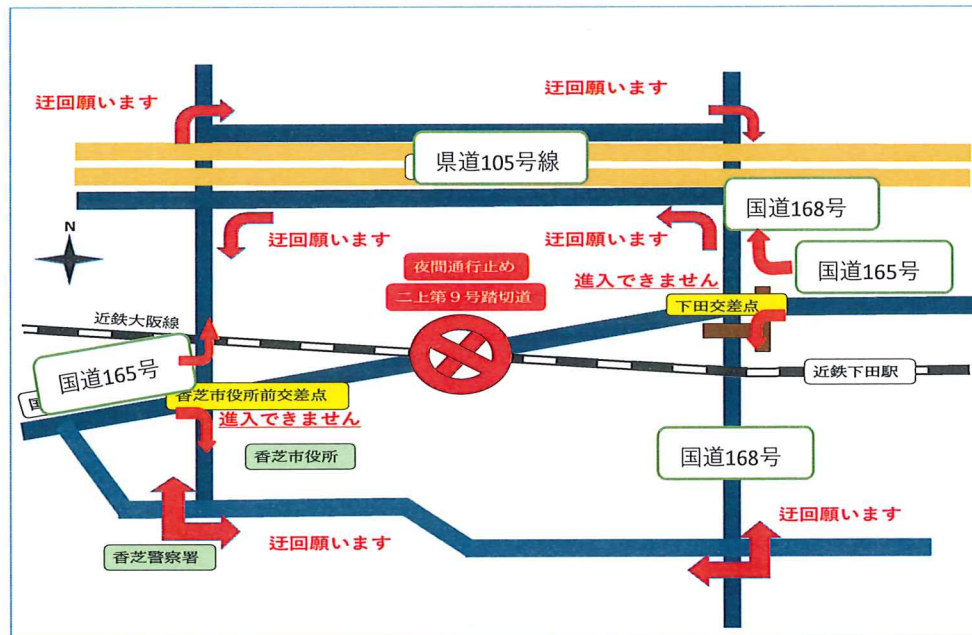 迂回願います
迂回願います
県道105号線
国道168号
N
迂回願います
迂回願います
夜間通行止め
進入できません
国道165号
二上第9号踏切道
下田交差点
近鉄大阪線
国道165号
近鉄下田駅
国
香芝市役所前交差点
進入できません
香芝市役所
国道168号
迂回願います
迂回願います
香芝警察署